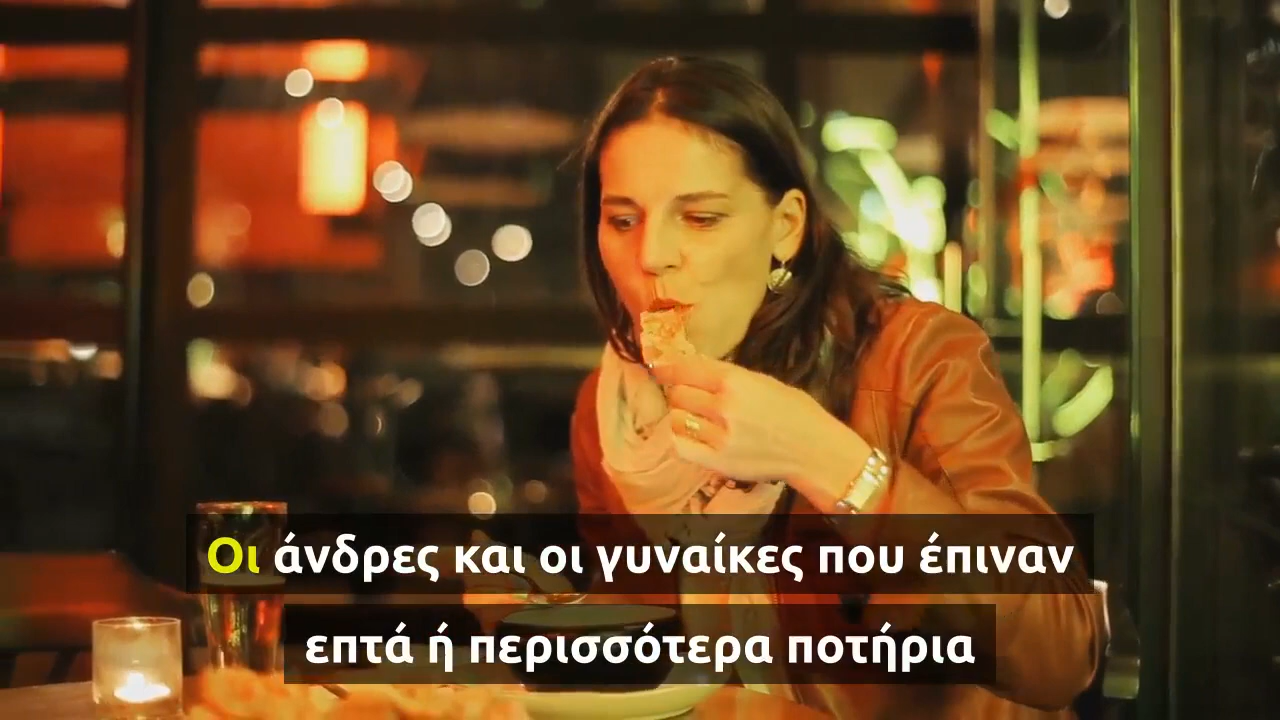 Οι άνδρες και οι γυναίκες που έπιναν
επτά ή περισσότερα ποτήρια